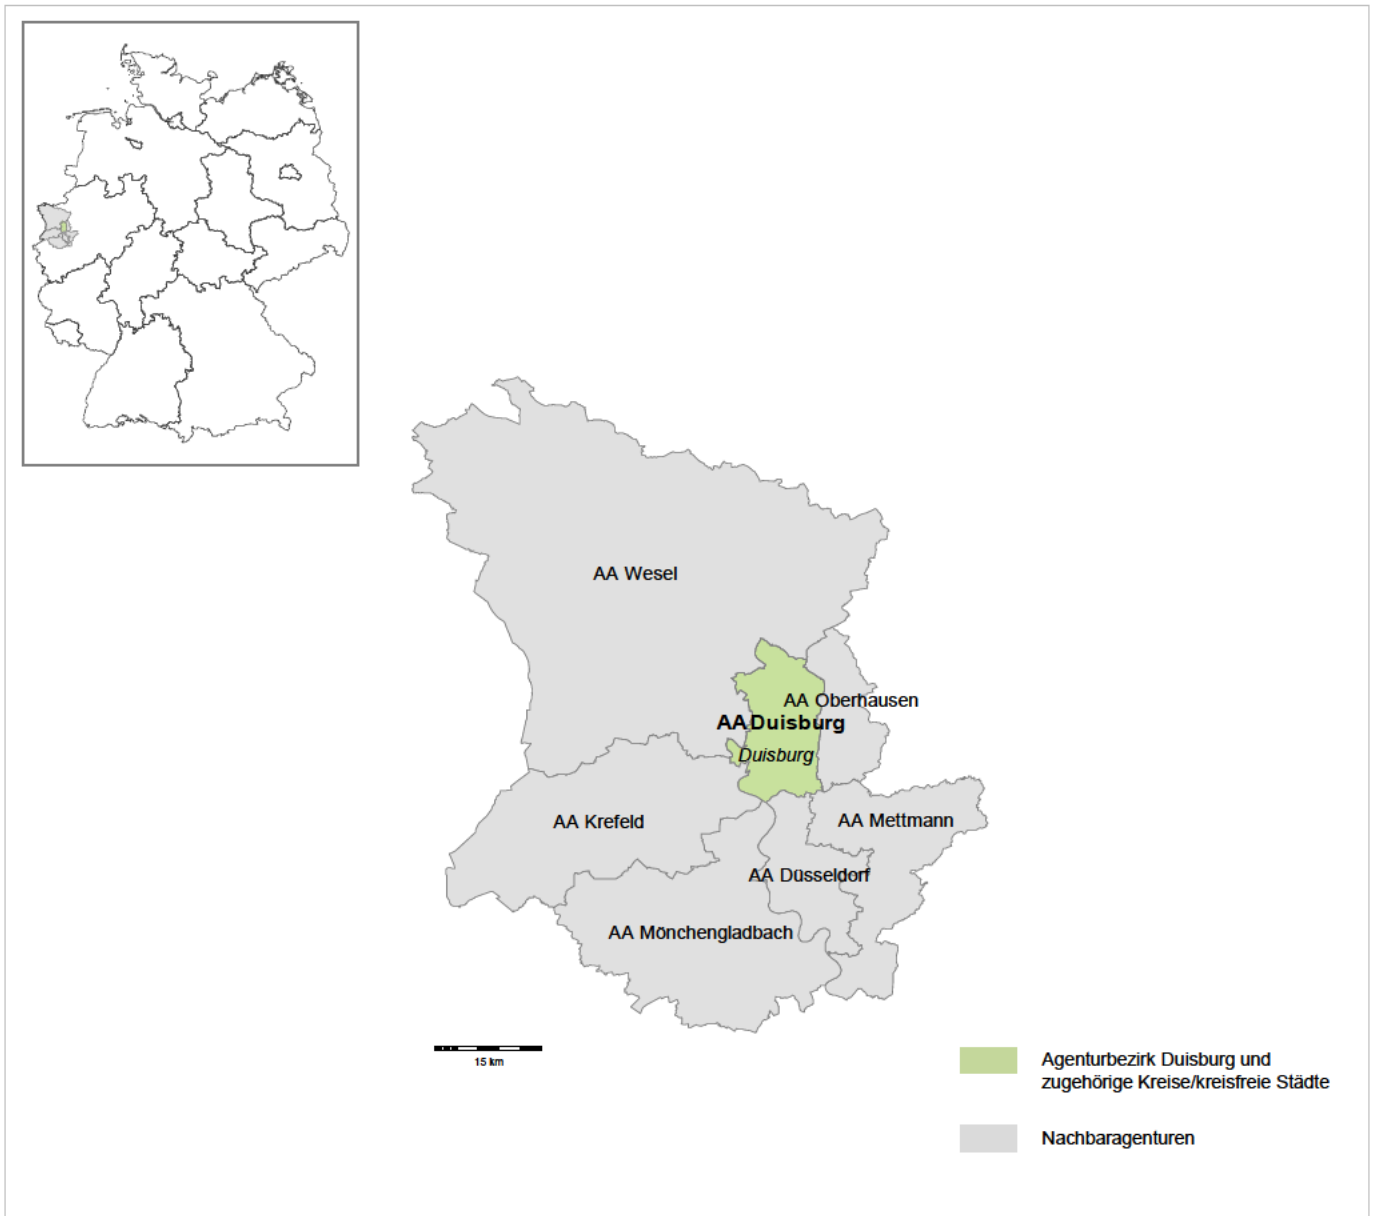 AA Wesel
AA Oberhausen
AA Duisburg
Duisburg
AA Krefeld
AA Mettmann
AA Düsseldorf
AA Mönchengladbach
15 km
Agenturbezirk Duisburg und
zugehörige Kreise/kreisfreie Städte
Nachbaragenturen